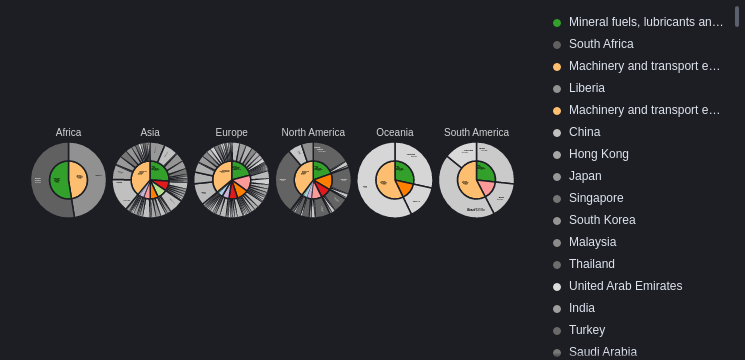 Africa
Asia
Europe
North America
Oceania
South America
Mineral fuels, lubricants an…
South Africa
Machinery and transport e…
Liberia
Machinery and transport e…
China
Hong Kong
Japan
Singapore
South Korea
Malaysia
Thailand
United Arab Emirates
India
Turkey
Saudi Arabia